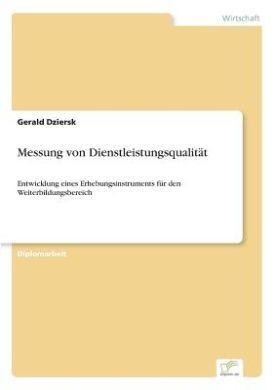 Wirtschaft
Gerald Dziersk
Messung von Dienstleistungsqualität
Entwicklung eines Erhebungsinstruments für den
Weiterbildungsbereich
Diplomarbeit